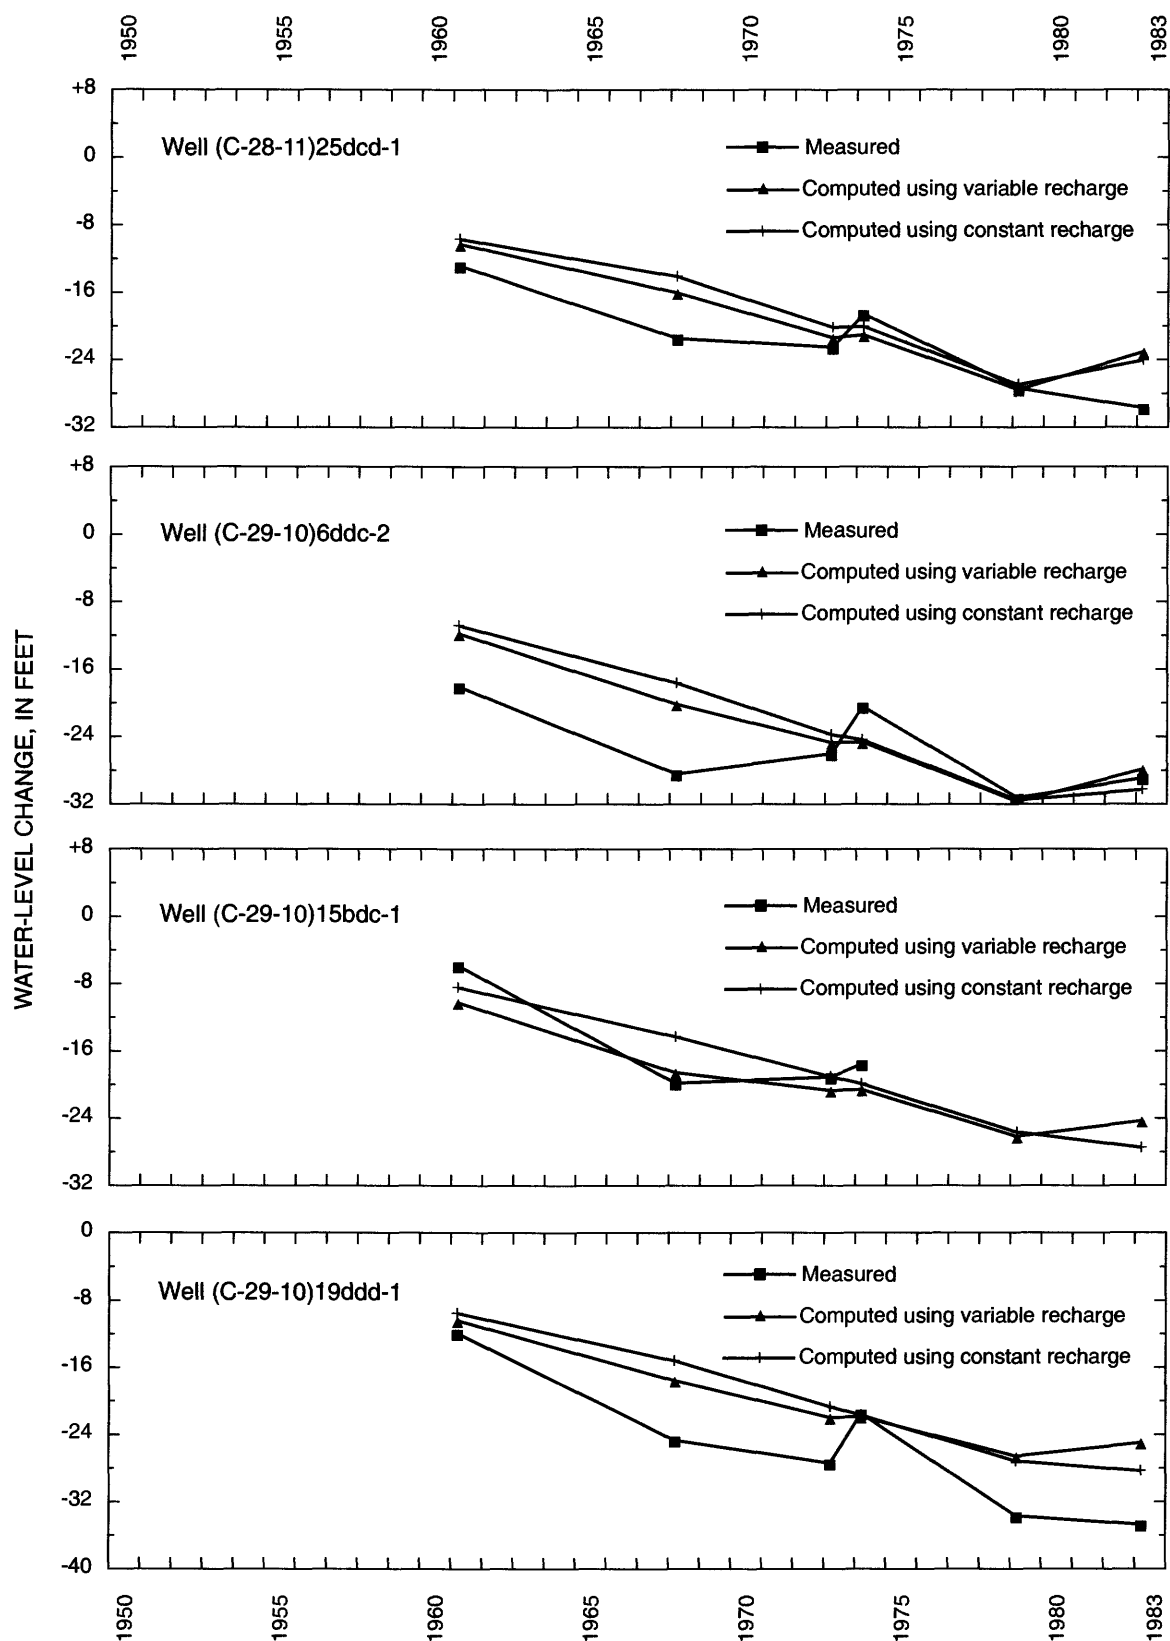 1950 1955 1960 1965 1970 1975 1980 1983
WATER-LEVEL CHANGE, IN FEET
+8
0
-8
-16
-24
-32
Well (C-28-11)25dcd-1
Measured
Computed using variable recharge
Computed using constant recharge
+8
0
-8
-16
-24
-32
Well (C-29-10)6ddc-2
Measured
Computed using variable recharge
Computed using constant recharge
+8
0
-8
-16
-24
-32
Well (C-29-10)15bdc-1
Measured
Computed using variable recharge
Computed using constant recharge
0
-8
-16
-24
-32
-40
Well (C-29-10)19ddd-1
Measured
Computed using variable recharge
Computed using constant recharge
1950 1955 1960 1965 1970 1975 1980 1983